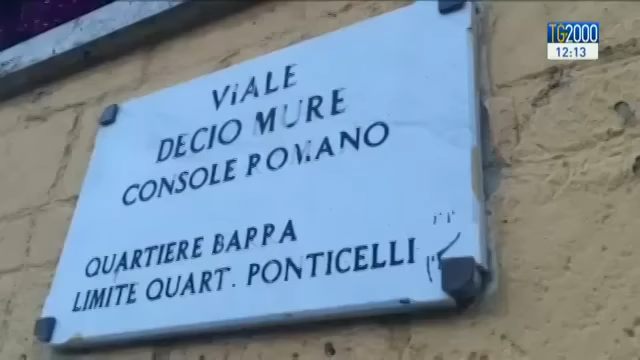 TG2000
12:13
VIALE
DECIO MURE
CONSOLE ROMANO
QUARTIERE BARRA
LIMITE QUART. PONTICELLI